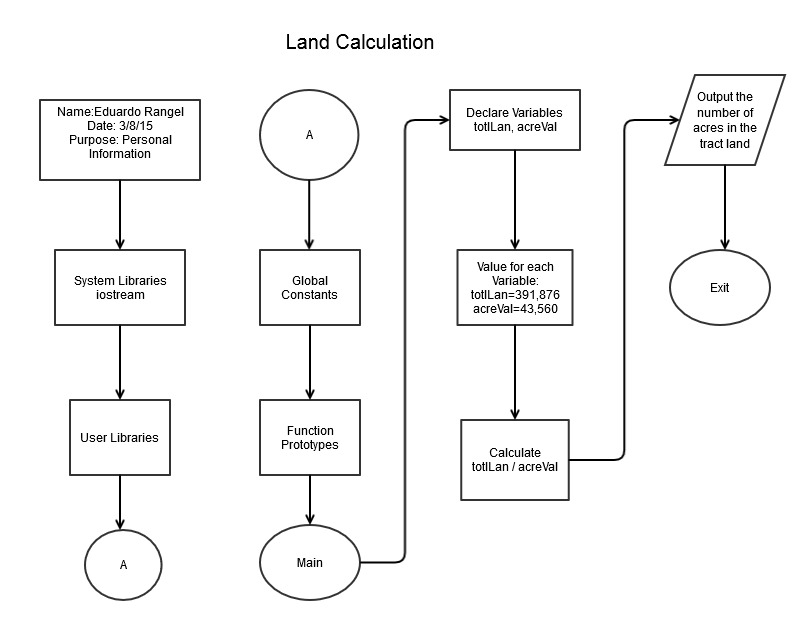 Land Calculation
Name:Eduardo Rangel
Date: 3/8/15
Purpose: Personal
Information
System Libraries
iostream
User Libraries
A
A
Global
Constants
Function
Prototypes
Main
Declare Variables
totlLan, acreVal
Value for each
Variable:
totlLan=391,876
acreVal=43,560
Calculate
totlLan / acreVal
Output the
number of
acres in the
tract land
Exit